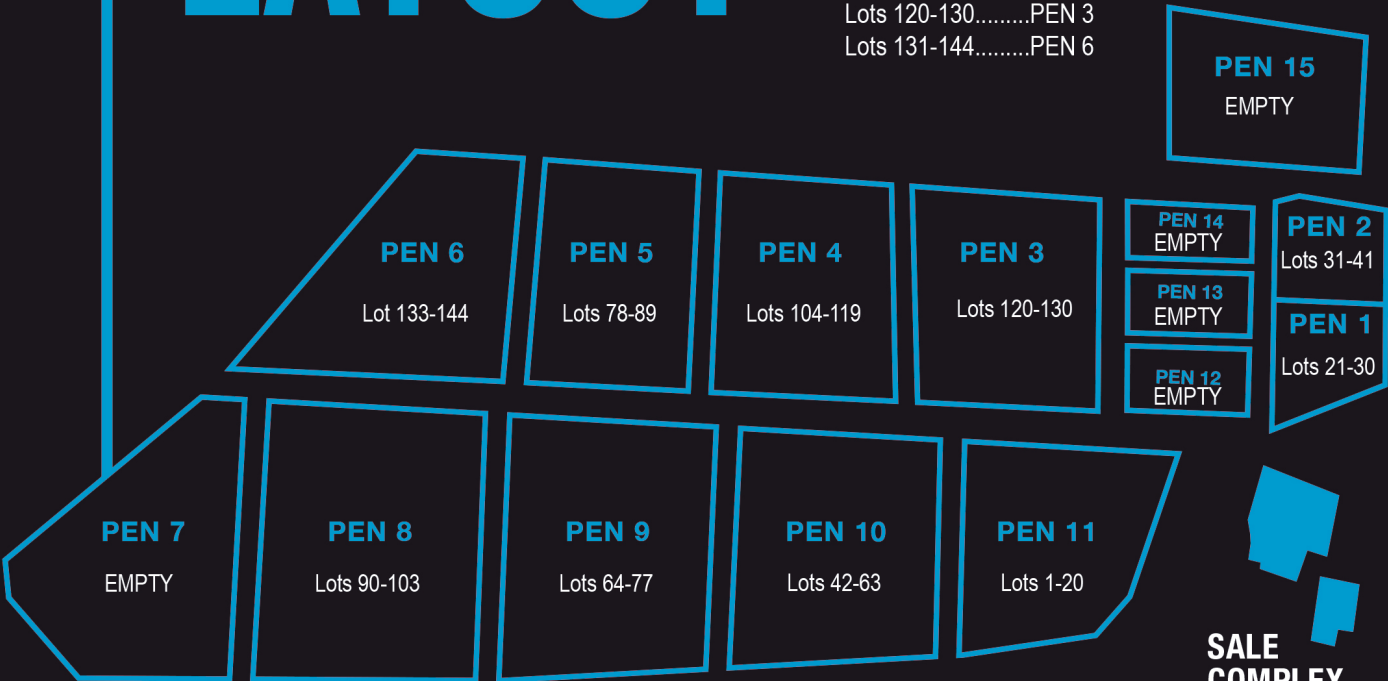 LAYOUT
Lots 120-130.........PEN 3
Lots 131-144.........PEN 6
PEN 15
EMPTY
PEN 6
Lot 133-144
PEN 5
Lots 78-89
PEN 4
Lots 104-119
PEN 3
Lots 120-130
PEN 14
EMPTY
PEN 13
EMPTY
PEN 12
EMPTY
PEN 2
Lots 31-41
PEN 1
Lots 21-30
PEN 7
EMPTY
PEN 8
Lots 90-103
PEN 9
Lots 64-77
PEN 10
Lots 42-63
PEN 11
Lots 1-20
SALE
COMPLEX